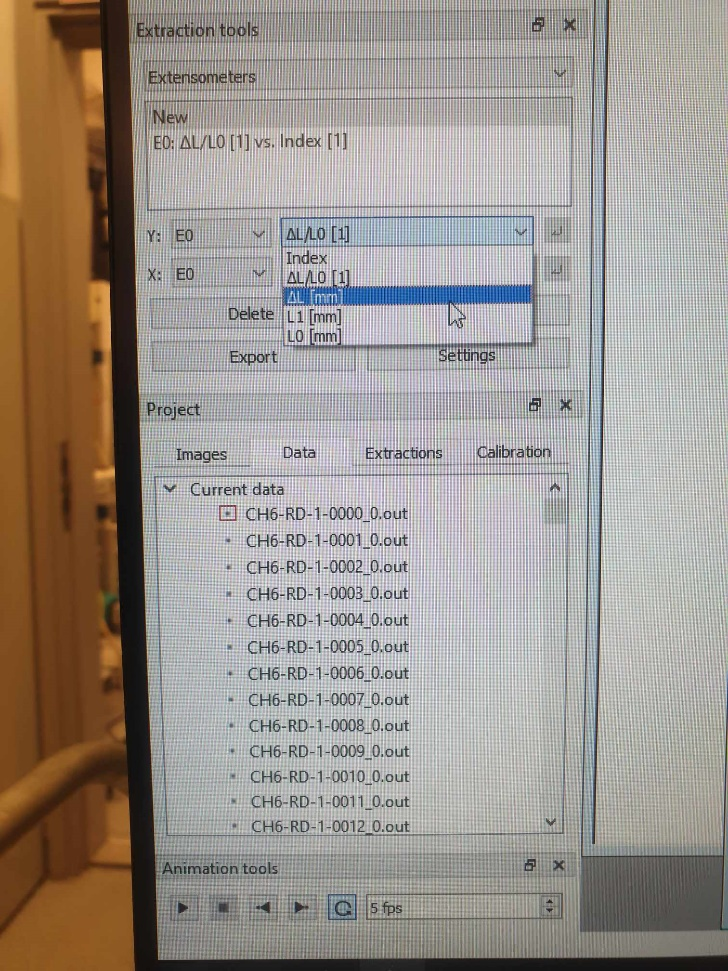 Extraction tools
Extensometers
New
E0: ΔL/L0 [1] vs. Index [1]
Y: E0 ΔL/L0 [1]
Index
X: E0 ΔL/L0 [1]
ΔL [mm]
Delete L1 [mm]
L0 [mm]
Export Settings
Project
Images Data Extractions Calibration
Current data
CH6-RD-1-0000_0.out
CH6-RD-1-0001_0.out
CH6-RD-1-0002_0.out
CH6-RD-1-0003_0.out
CH6-RD-1-0004_0.out
CH6-RD-1-0005_0.out
CH6-RD-1-0006_0.out
CH6-RD-1-0007_0.out
CH6-RD-1-0008_0.out
CH6-RD-1-0009_0.out
CH6-RD-1-0010_0.out
CH6-RD-1-0011_0.out
CH6-RD-1-0012_0.out
Animation tools
5 fps